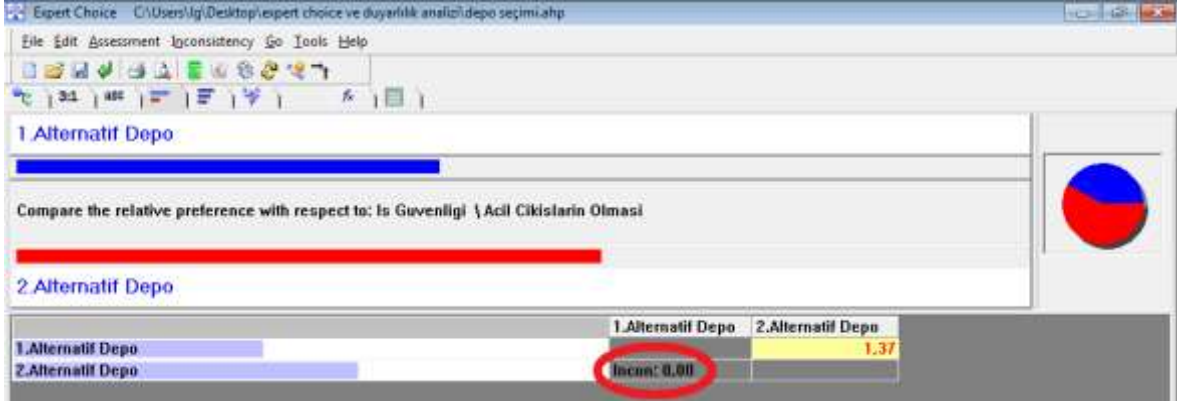 Expert Choice C:\Users\lg\Desktop\expert choice ve duyarlılık analizi\depo seçimi.ahp
File Edit Assessment Inconsistency Go Tools Help
3:1 ABC
1.Alternatif Depo
Compare the relative preference with respect to: Is Guvenligi \ Acil Cikislarin Olmasi
2.Alternatif Depo
1.Alternatif Depo 2.Alternatif Depo
1.Alternatif Depo 1.37
2.Alternatif Depo Incon: 0.00